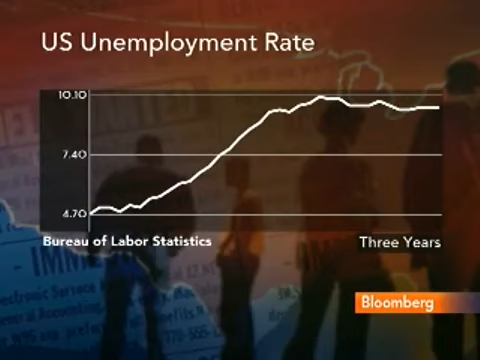 US Unemployment Rate
10.10
7.40
4.70
Bureau of Labor Statistics
Three Years
Bloomberg